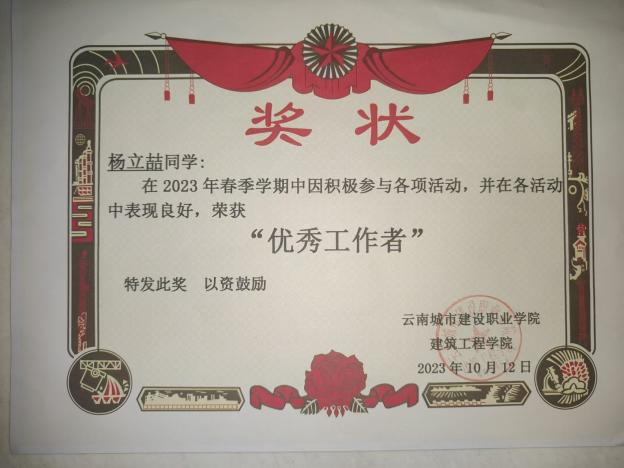 奖状
杨立喆同学:
在 2023 年春季学期中因积极参与各项活动，并在各活动
中表现良好，荣获
“优秀工作者”
特发此奖 以资鼓励
云南城市建设职业学院
建筑工程学院
2023 年 10 月 12 日